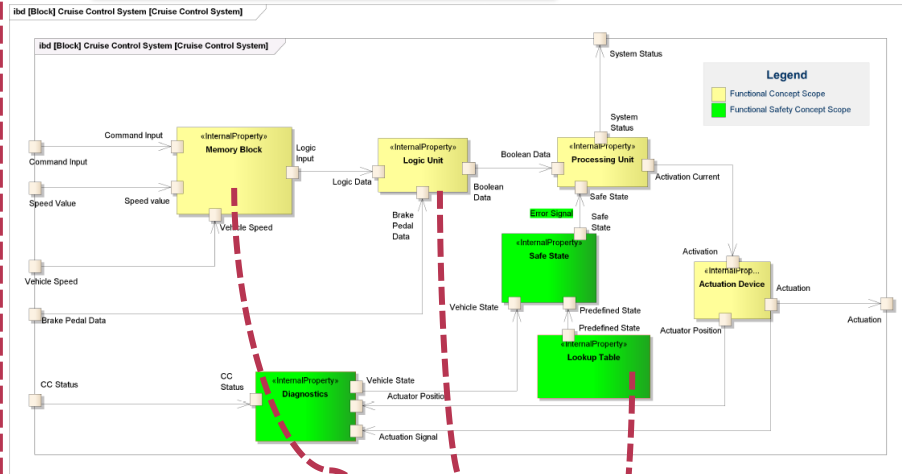 ibd [Block] Cruise Control System [Cruise Control System]
ibd [Block] Cruise Control System [Cruise Control System]
System Status
Legend
Functional Concept Scope
Functional Safety Concept Scope
System
Status
Command Input
Command Input
«InternalProperty»
Memory Block
Logic
Input
Speed Value
Speed value
Vehicle Speed
Vehicle Speed
Logic Data
«InternalProperty»
Logic Unit
Boolean
Data
Brake
Pedal
Data
Brake Pedal Data
Boolean Data
«InternalProperty»
Processing Unit
Activation Current
Safe State
Error Signal
Safe
State
«InternalProperty»
Safe State
Activation
«InternalProp...
Actuation Device
Actuation
Actuation
Actuator Position
Vehicle State
Predefined State
Predefined State
«InternalProperty»
Lookup Table
CC Status
CC
Status
«InternalProperty»
Diagnostics
Vehicle State
Actuator Position
Actuation Signal